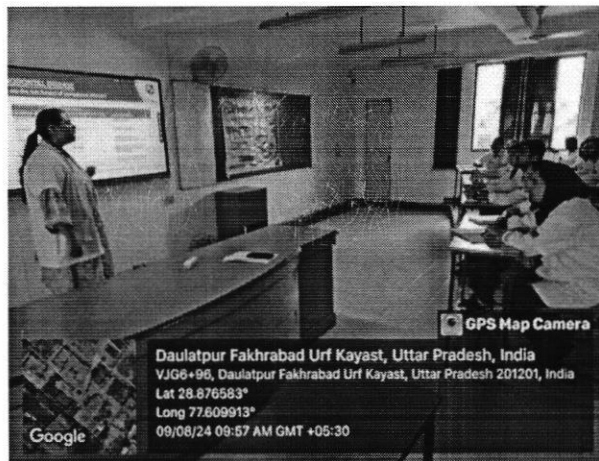 GPS Map Camera
Daulatpur Fakhrabad Urf Kayast, Uttar Pradesh, India
VJG6+96, Daulatpur Fakhrabad Urf Kayast, Uttar Pradesh 201201, India
Lat 28.876583°
Long 77.609913°
09/08/24 09:57 AM GMT +05:30
Google